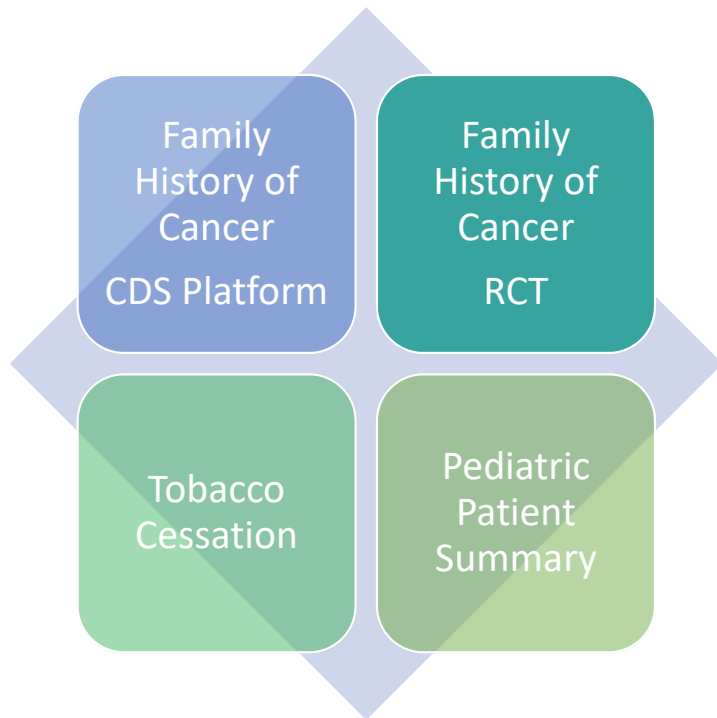 Family
History of
Cancer
CDS Platform
Family
History of
Cancer
RCT
Tobacco
Cessation
Pediatric
Patient
Summary